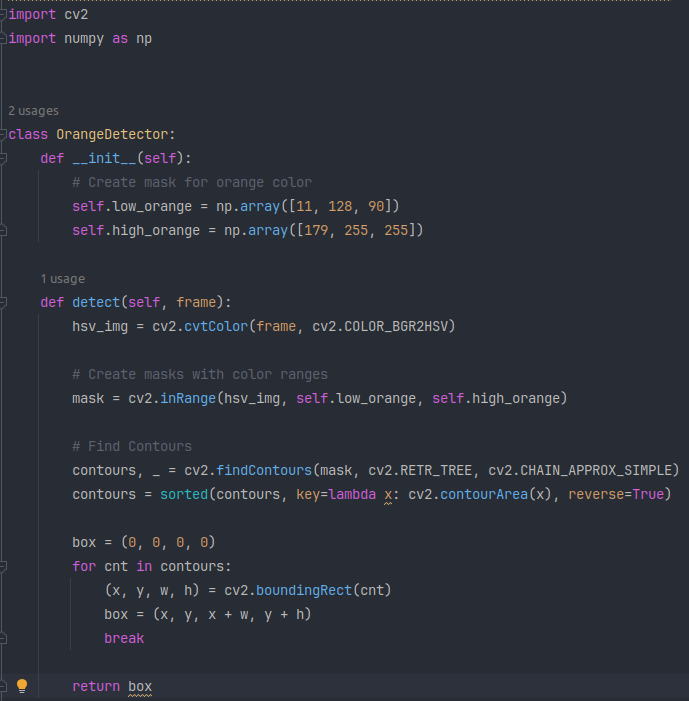 import cv2
import numpy as np
2 usages
class OrangeDetector:
    def __init__(self):
        # Create mask for orange color
        self.low_orange = np.array([11, 128, 90])
        self.high_orange = np.array([179, 255, 255])
    1 usage
    def detect(self, frame):
        hsv_img = cv2.cvtColor(frame, cv2.COLOR_BGR2HSV)
        # Create masks with color ranges
        mask = cv2.inRange(hsv_img, self.low_orange, self.high_orange)
        # Find Contours
        contours, _ = cv2.findContours(mask, cv2.RETR_TREE, cv2.CHAIN_APPROX_SIMPLE)
        contours = sorted(contours, key=lambda x: cv2.contourArea(x), reverse=True)
        box = (0, 0, 0, 0)
        for cnt in contours:
            (x, y, w, h) = cv2.boundingRect(cnt)
            box = (x, y, x + w, y + h)
            break
        return box